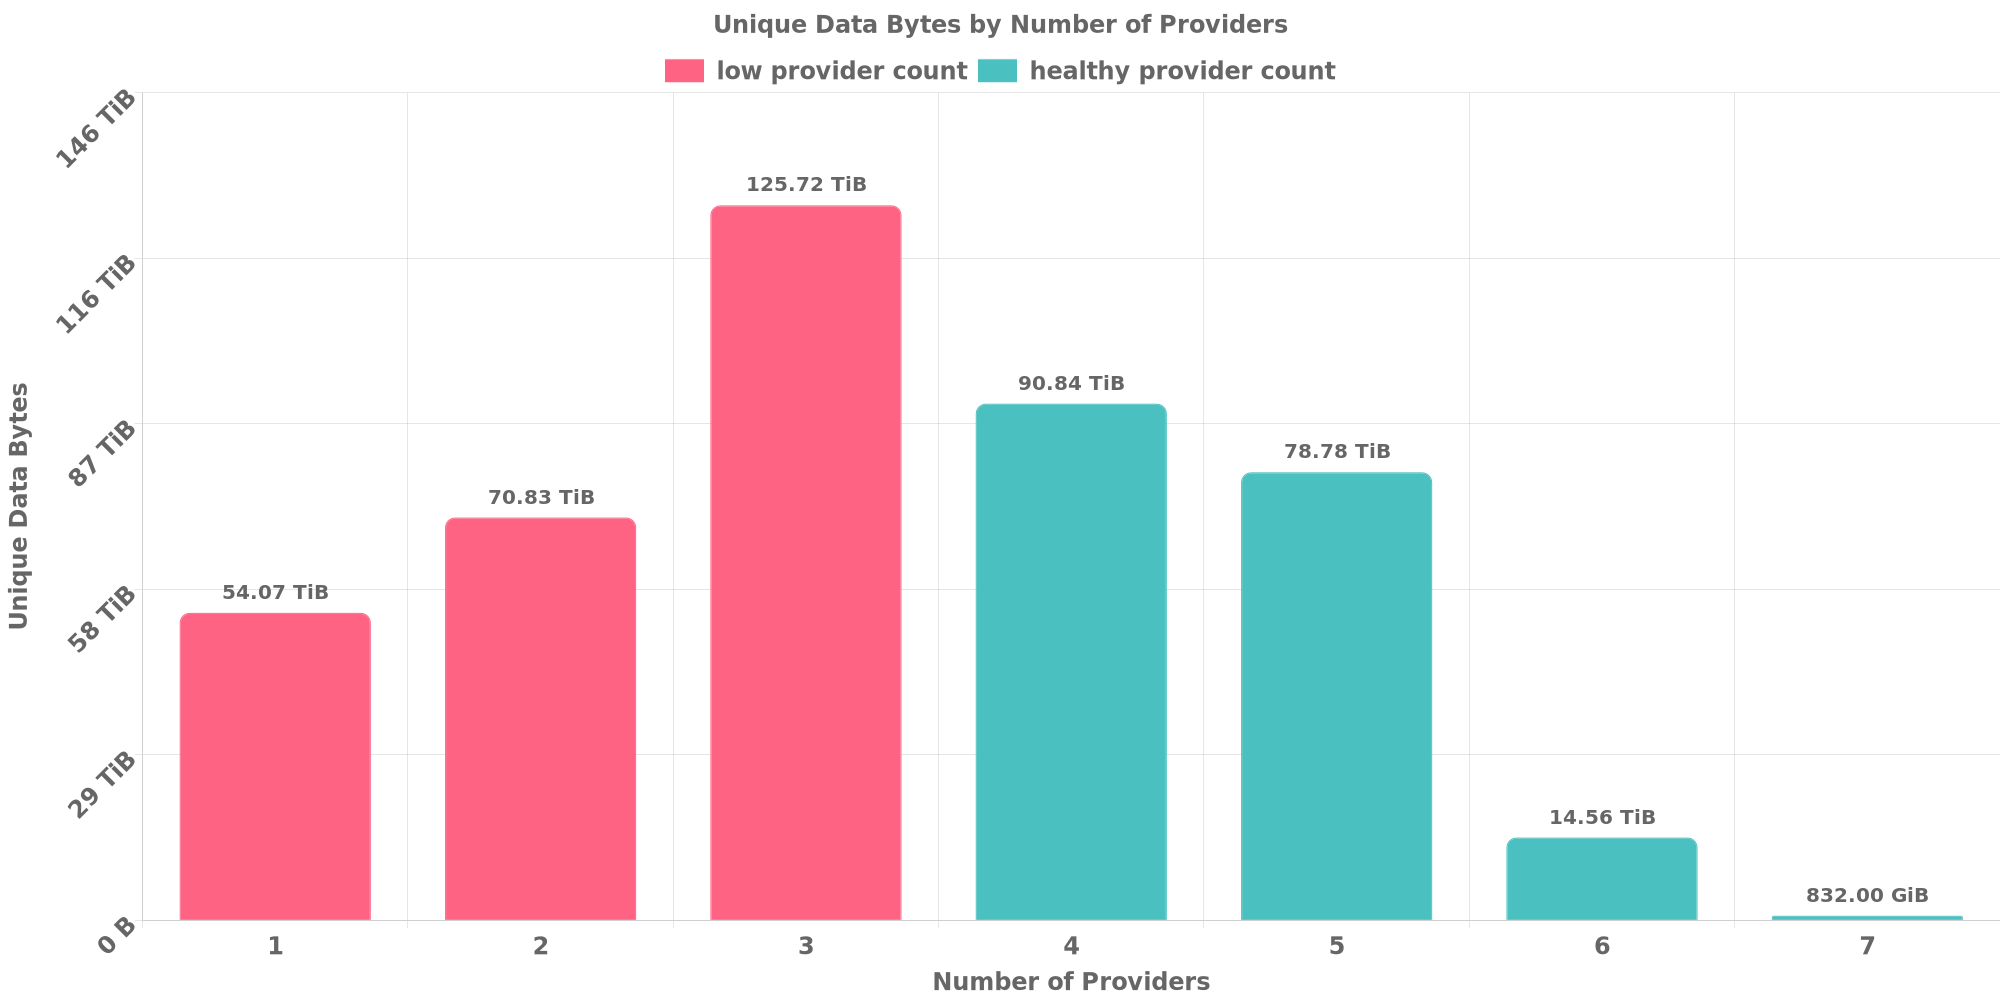 Unique Data Bytes by Number of Providers
low provider count healthy provider count
146 TiB
116 TiB
87 TiB
58 TiB
29 TiB
0 B
Unique Data Bytes
54.07 TiB
70.83 TiB
125.72 TiB
90.84 TiB
78.78 TiB
14.56 TiB
832.00 GiB
1 2 3 4 5 6 7
Number of Providers